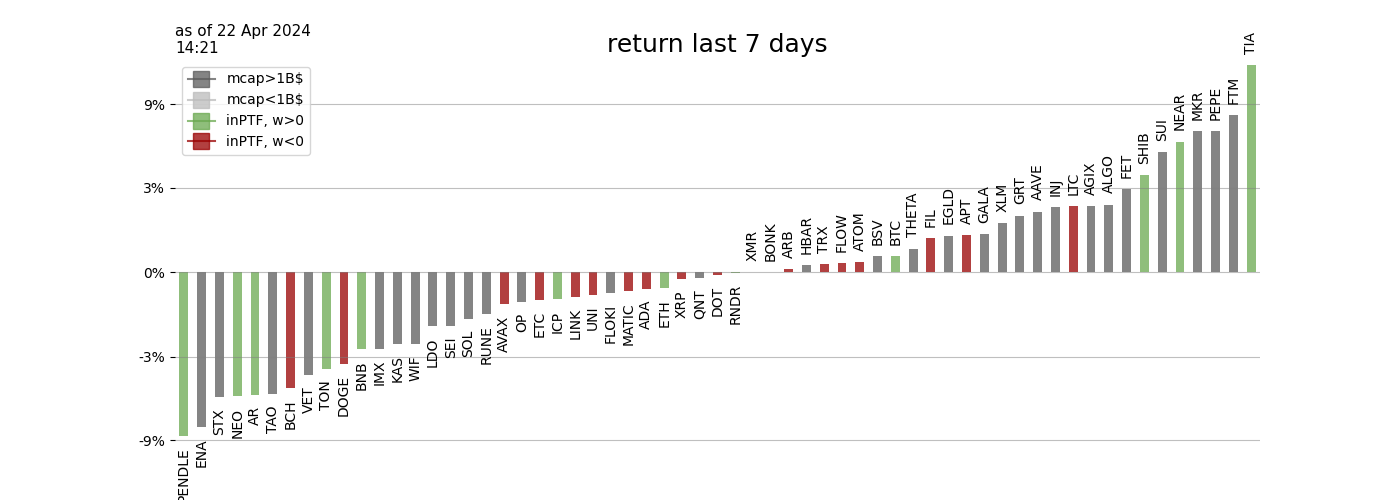 as of 22 Apr 2024
14:21
return last 7 days
mcap>1B$
mcap<1B$
inPTF, w>0
inPTF, w<0
9%
3%
0%
-3%
-9%
PENDLE
ENA
STX
NEO
AR
TAO
BCH
VET
TON
DOGE
BNB
IMX
KAS
WIF
LDO
SEI
SOL
RUNE
AVAX
OP
ETC
ICP
LINK
UNI
FLOKI
MATIC
ADA
ETH
XRP
QNT
DOT
RNDR
XMR
BONK
ARB
HBAR
TRX
FLOW
ATOM
BSV
BTC
THETA
FIL
EGLD
APT
GALA
XLM
GRT
AAVE
INJ
LTC
AGIX
ALGO
FET
SHIB
SUI
NEAR
MKR
PEPE
FTM
TIA